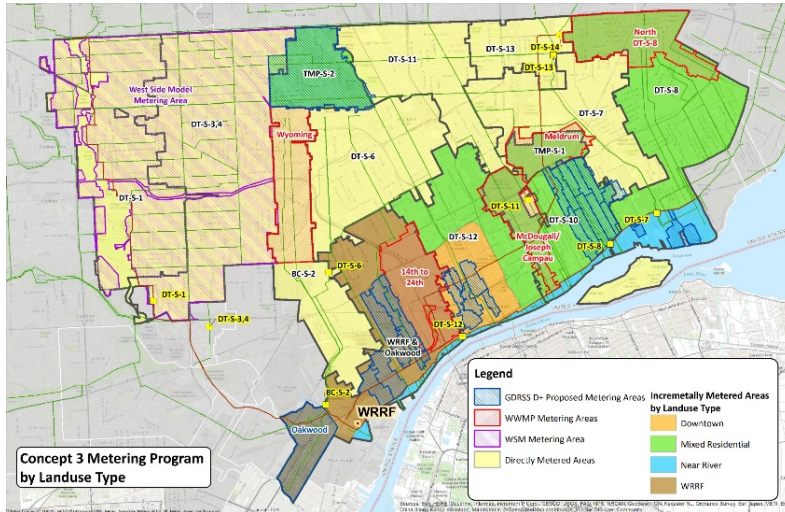 North
DT-S-8
DT-S-14
DT-S-13
DT-S-13
DT-S-11
TMP-S-2
West Side Model
Metering Area
DT-S-8
DT-S-7
DT-S-3,4
Wyoming
Meldrum
TMP-S-1
DT-S-6
DT-S-1
DT-S-11
DT-S-10
DT-S-7
McDougall/
Joseph
Campau
DT-S-12
DT-S-8
BC-S-2
DT-S-6
14th to
24th
DT-S-1
DT-S-3,4
DT-S-12
WRRF &
Oakwood
BC-S-2
WRRF
Oakwood
Concept 3 Metering Program
by Landuse Type
Legend
GDRSS D+ Proposed Metering Areas
WWMP Metering Areas
WSM Metering Area
Directly Metered Areas
Incremetally Metered Areas
by Landuse Type
Downtown
Mixed Residential
Near River
WRRF